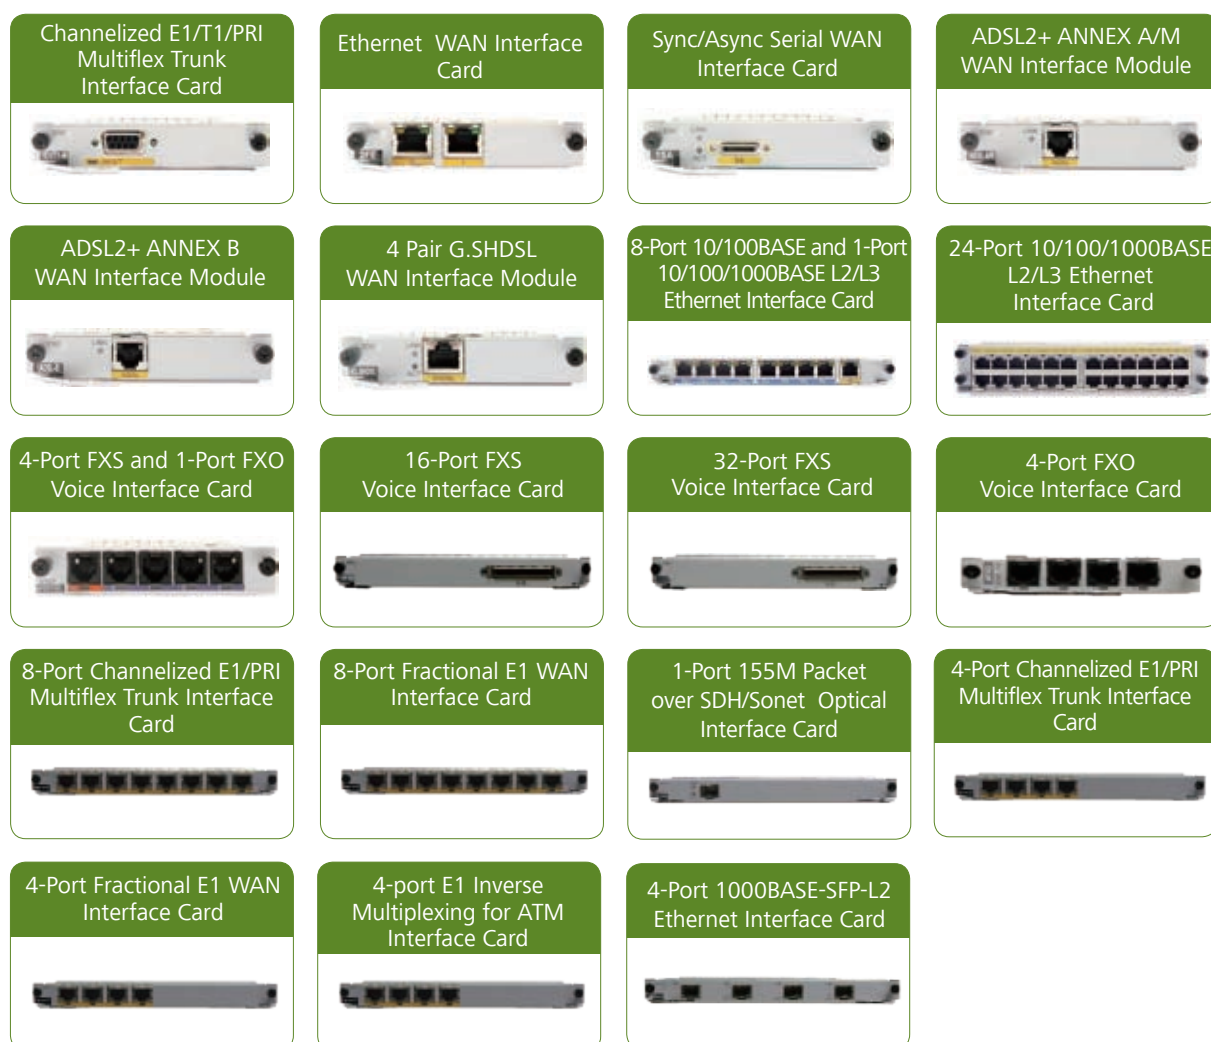 Channelized E1/T1/PRI
Multiflex Trunk
Interface Card
Ethernet WAN Interface
Card
Sync/Async Serial WAN
Interface Card
ADSL2+ ANNEX A/M
WAN Interface Module
ADSL2+ ANNEX B
WAN Interface Module
4 Pair G.SHDSL
WAN Interface Module
8-Port 10/100BASE and 1-Port
10/100/1000BASE L2/L3
Ethernet Interface Card
24-Port 10/100/1000BASE
L2/L3 Ethernet
Interface Card
4-Port FXS and 1-Port FXO
Voice Interface Card
16-Port FXS
Voice Interface Card
32-Port FXS
Voice Interface Card
4-Port FXO
Voice Interface Card
8-Port Channelized E1/PRI
Multiflex Trunk Interface
Card
8-Port Fractional E1 WAN
Interface Card
1-Port 155M Packet
over SDH/Sonet Optical
Interface Card
4-Port Channelized E1/PRI
Multiflex Trunk Interface
Card
4-Port Fractional E1 WAN
Interface Card
4-port E1 Inverse
Multiplexing for ATM
Interface Card
4-Port 1000BASE-SFP-L2
Ethernet Interface Card